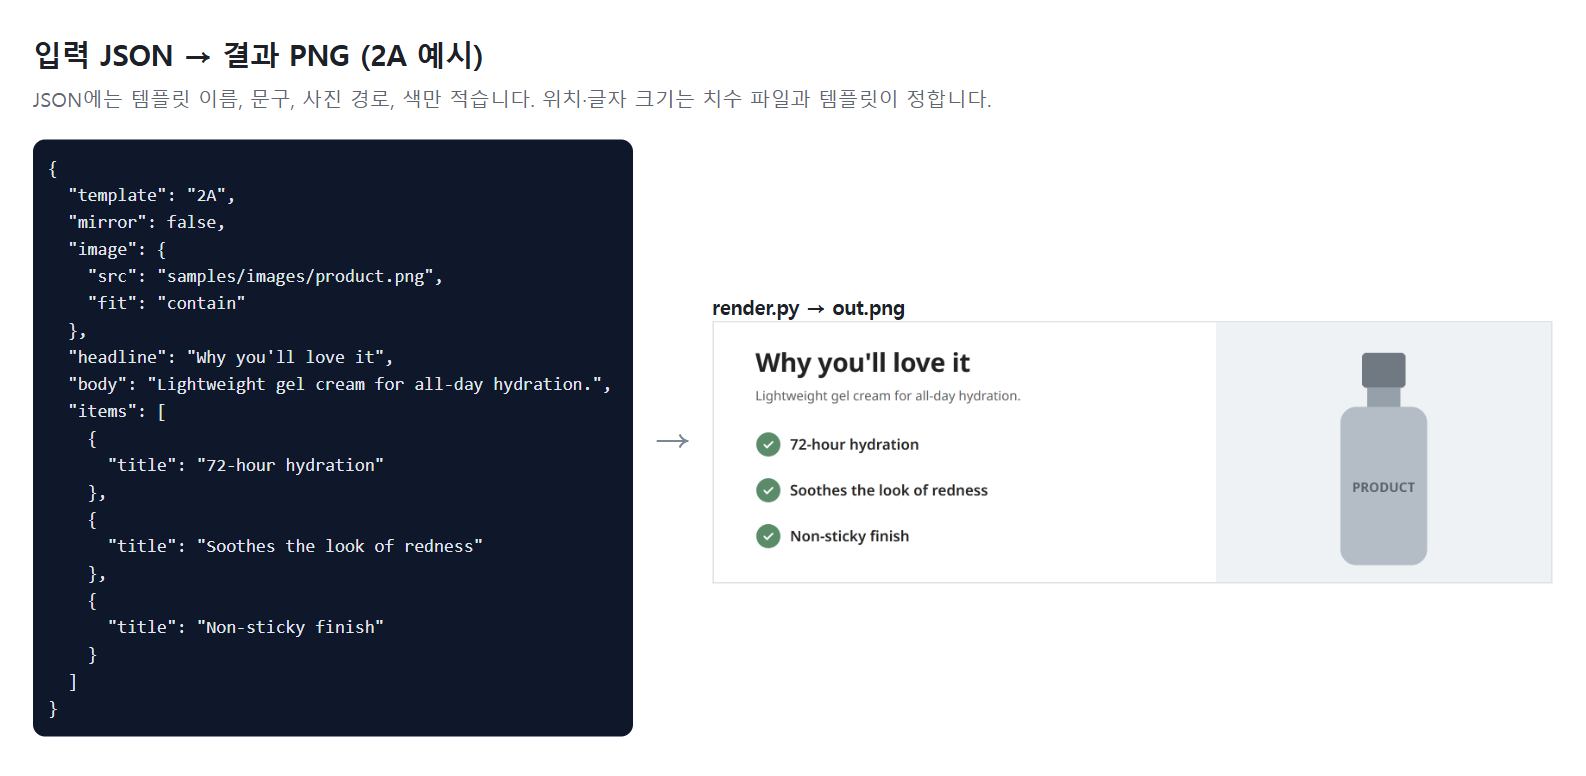 입력 JSON → 결과 PNG (2A 예시)
JSON에는 템플릿 이름, 문구, 사진 경로, 색만 적습니다. 위치·글자 크기는 치수 파일과 템플릿이 정합니다.
{
  "template": "2A",
  "mirror": false,
  "image": {
    "src": "samples/images/product.png",
    "fit": "contain"
  },
  "headline": "Why you'll love it",
  "body": "Lightweight gel cream for all-day hydration.",
  "items": [
    {
      "title": "72-hour hydration"
    },
    {
      "title": "Soothes the look of redness"
    },
    {
      "title": "Non-sticky finish"
    }
  ]
}
→
render.py → out.png
Why you'll love it
Lightweight gel cream for all-day hydration.
72-hour hydration
Soothes the look of redness
Non-sticky finish
PRODUCT